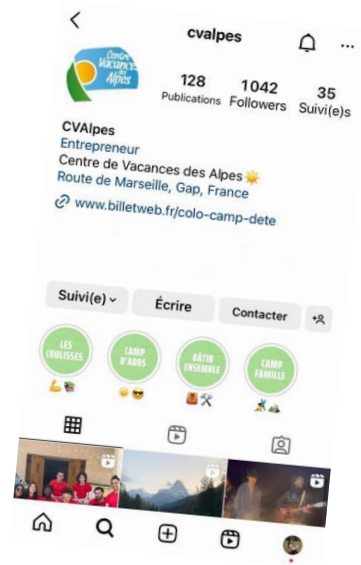 cvalpes
Centre
Vacances
des
Alpes
128 1042 35
Publications Followers Suivi(e)s
CVAlpes
Entrepreneur
Centre de Vacances des Alpes☀️
Route de Marseille, Gap, France
www.billetweb.fr/colo-camp-dete
Suivi(e) Écrire Contacter
LES
COULISSES
CAMP
D'ADOS
BÂTIR
ENSEMBLE
CAMP
FAMILLE